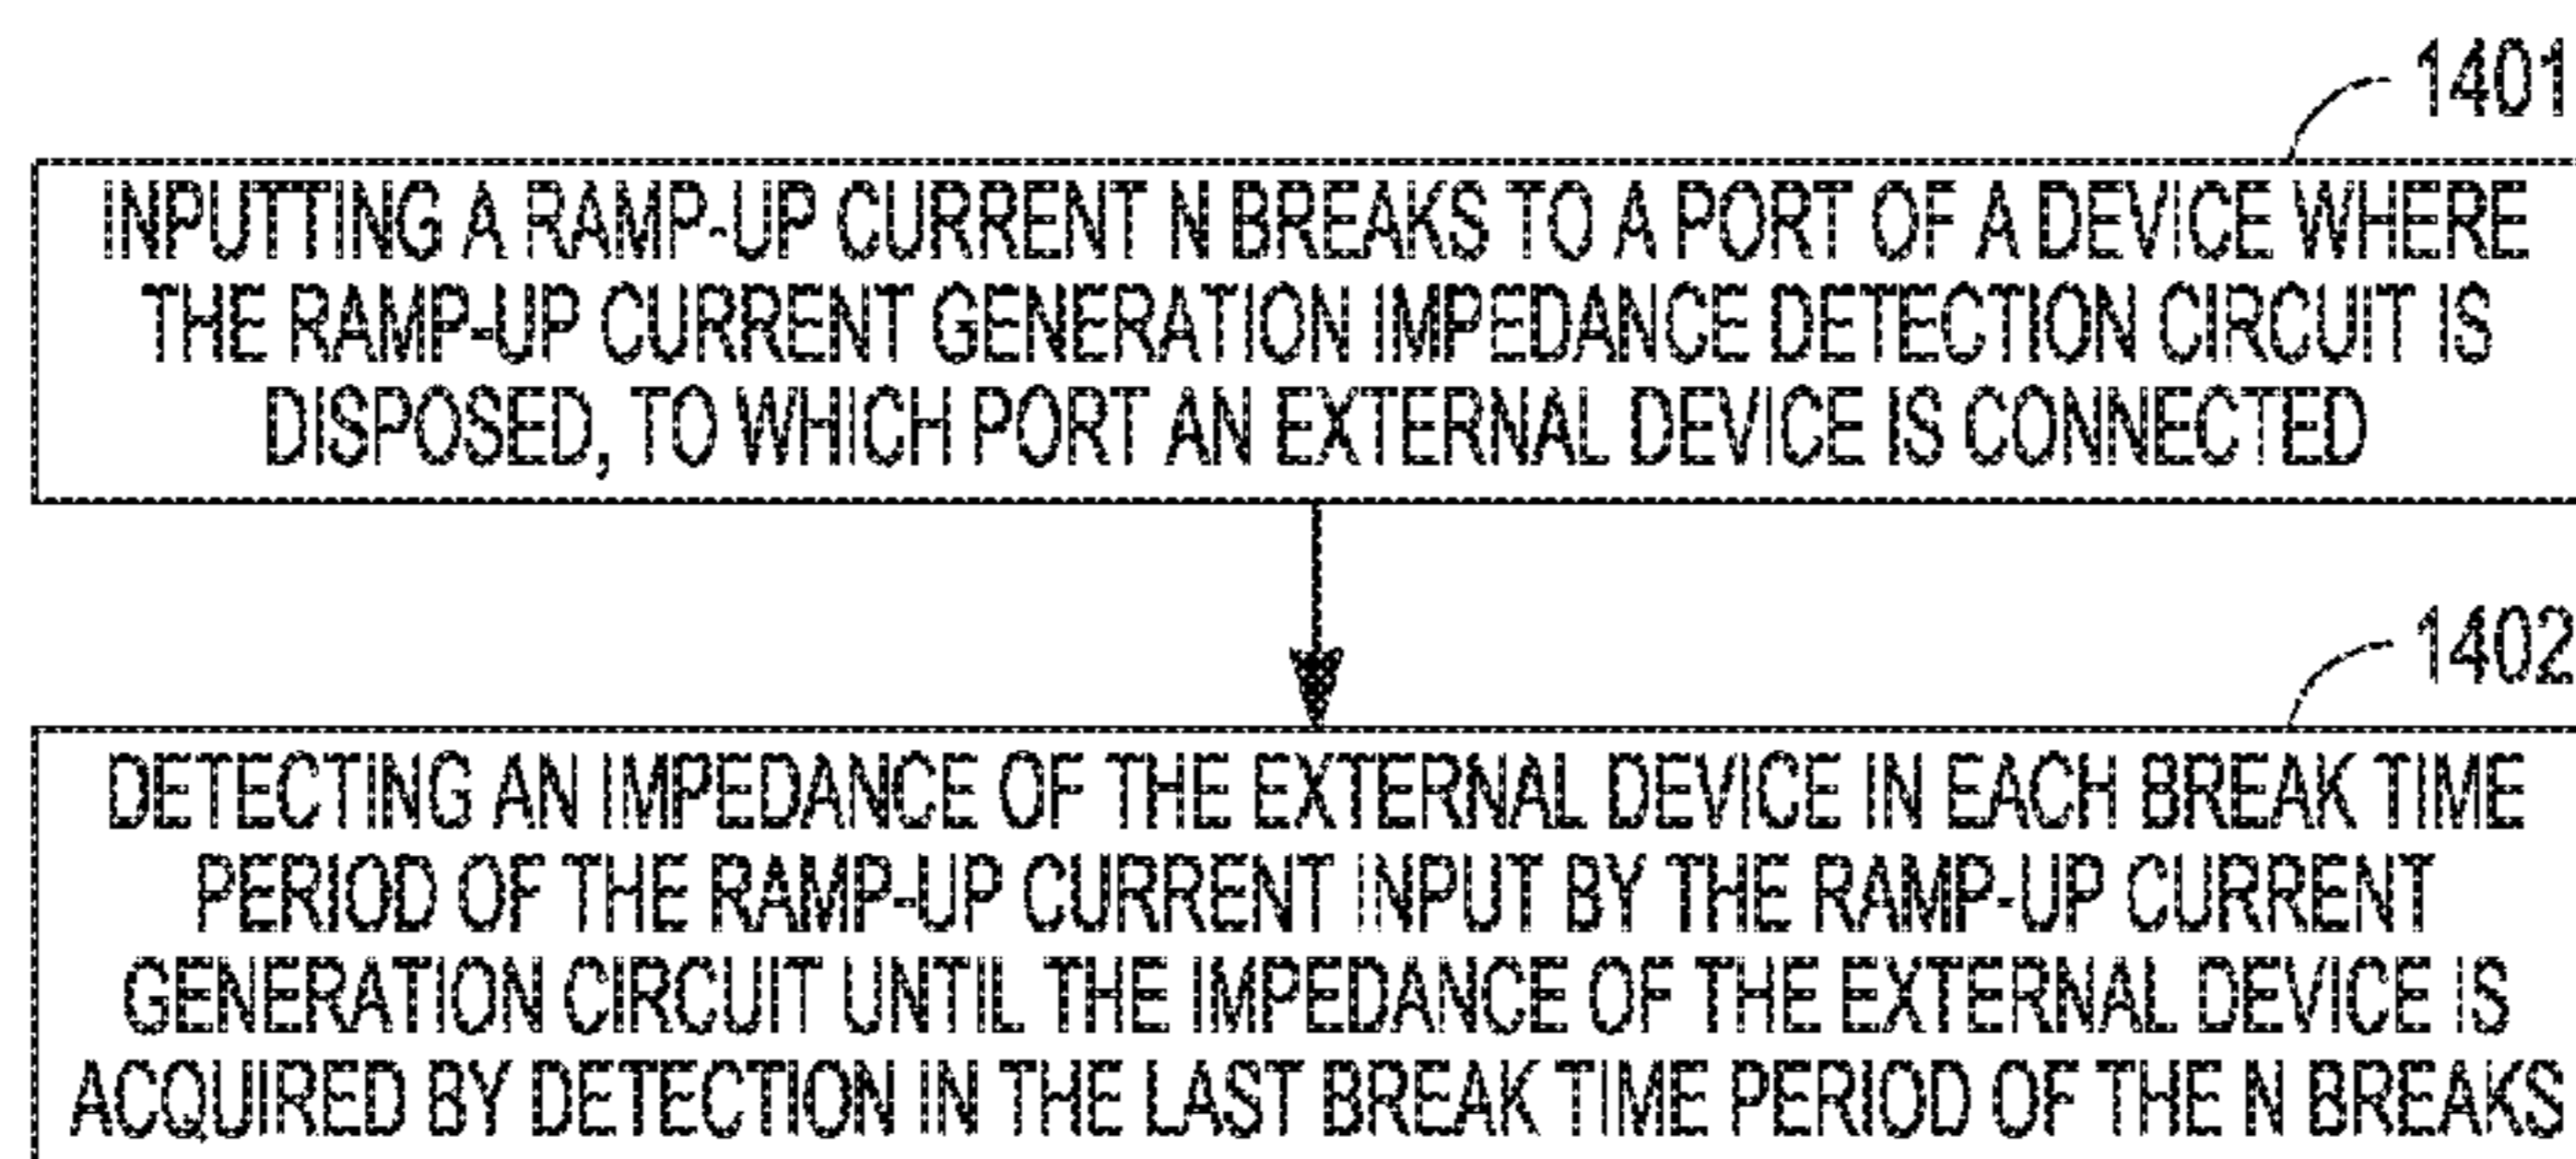 1401
INPUTTING A RAMP-UP CURRENT N BREAKS TO A PORT OF A DEVICE WHERE
THE RAMP-UP CURRENT GENERATION IMPEDANCE DETECTION CIRCUIT IS
DISPOSED, TO WHICH PORT AN EXTERNAL DEVICE IS CONNECTED
1402
DETECTING AN IMPEDANCE OF THE EXTERNAL DEVICE IN EACH BREAK TIME
PERIOD OF THE RAMP-UP CURRENT INPUT BY THE RAMP-UP CURRENT
GENERATION CIRCUIT UNTIL THE IMPEDANCE OF THE EXTERNAL DEVICE IS
ACQUIRED BY DETECTION IN THE LAST BREAK TIME PERIOD OF THE N BREAKS